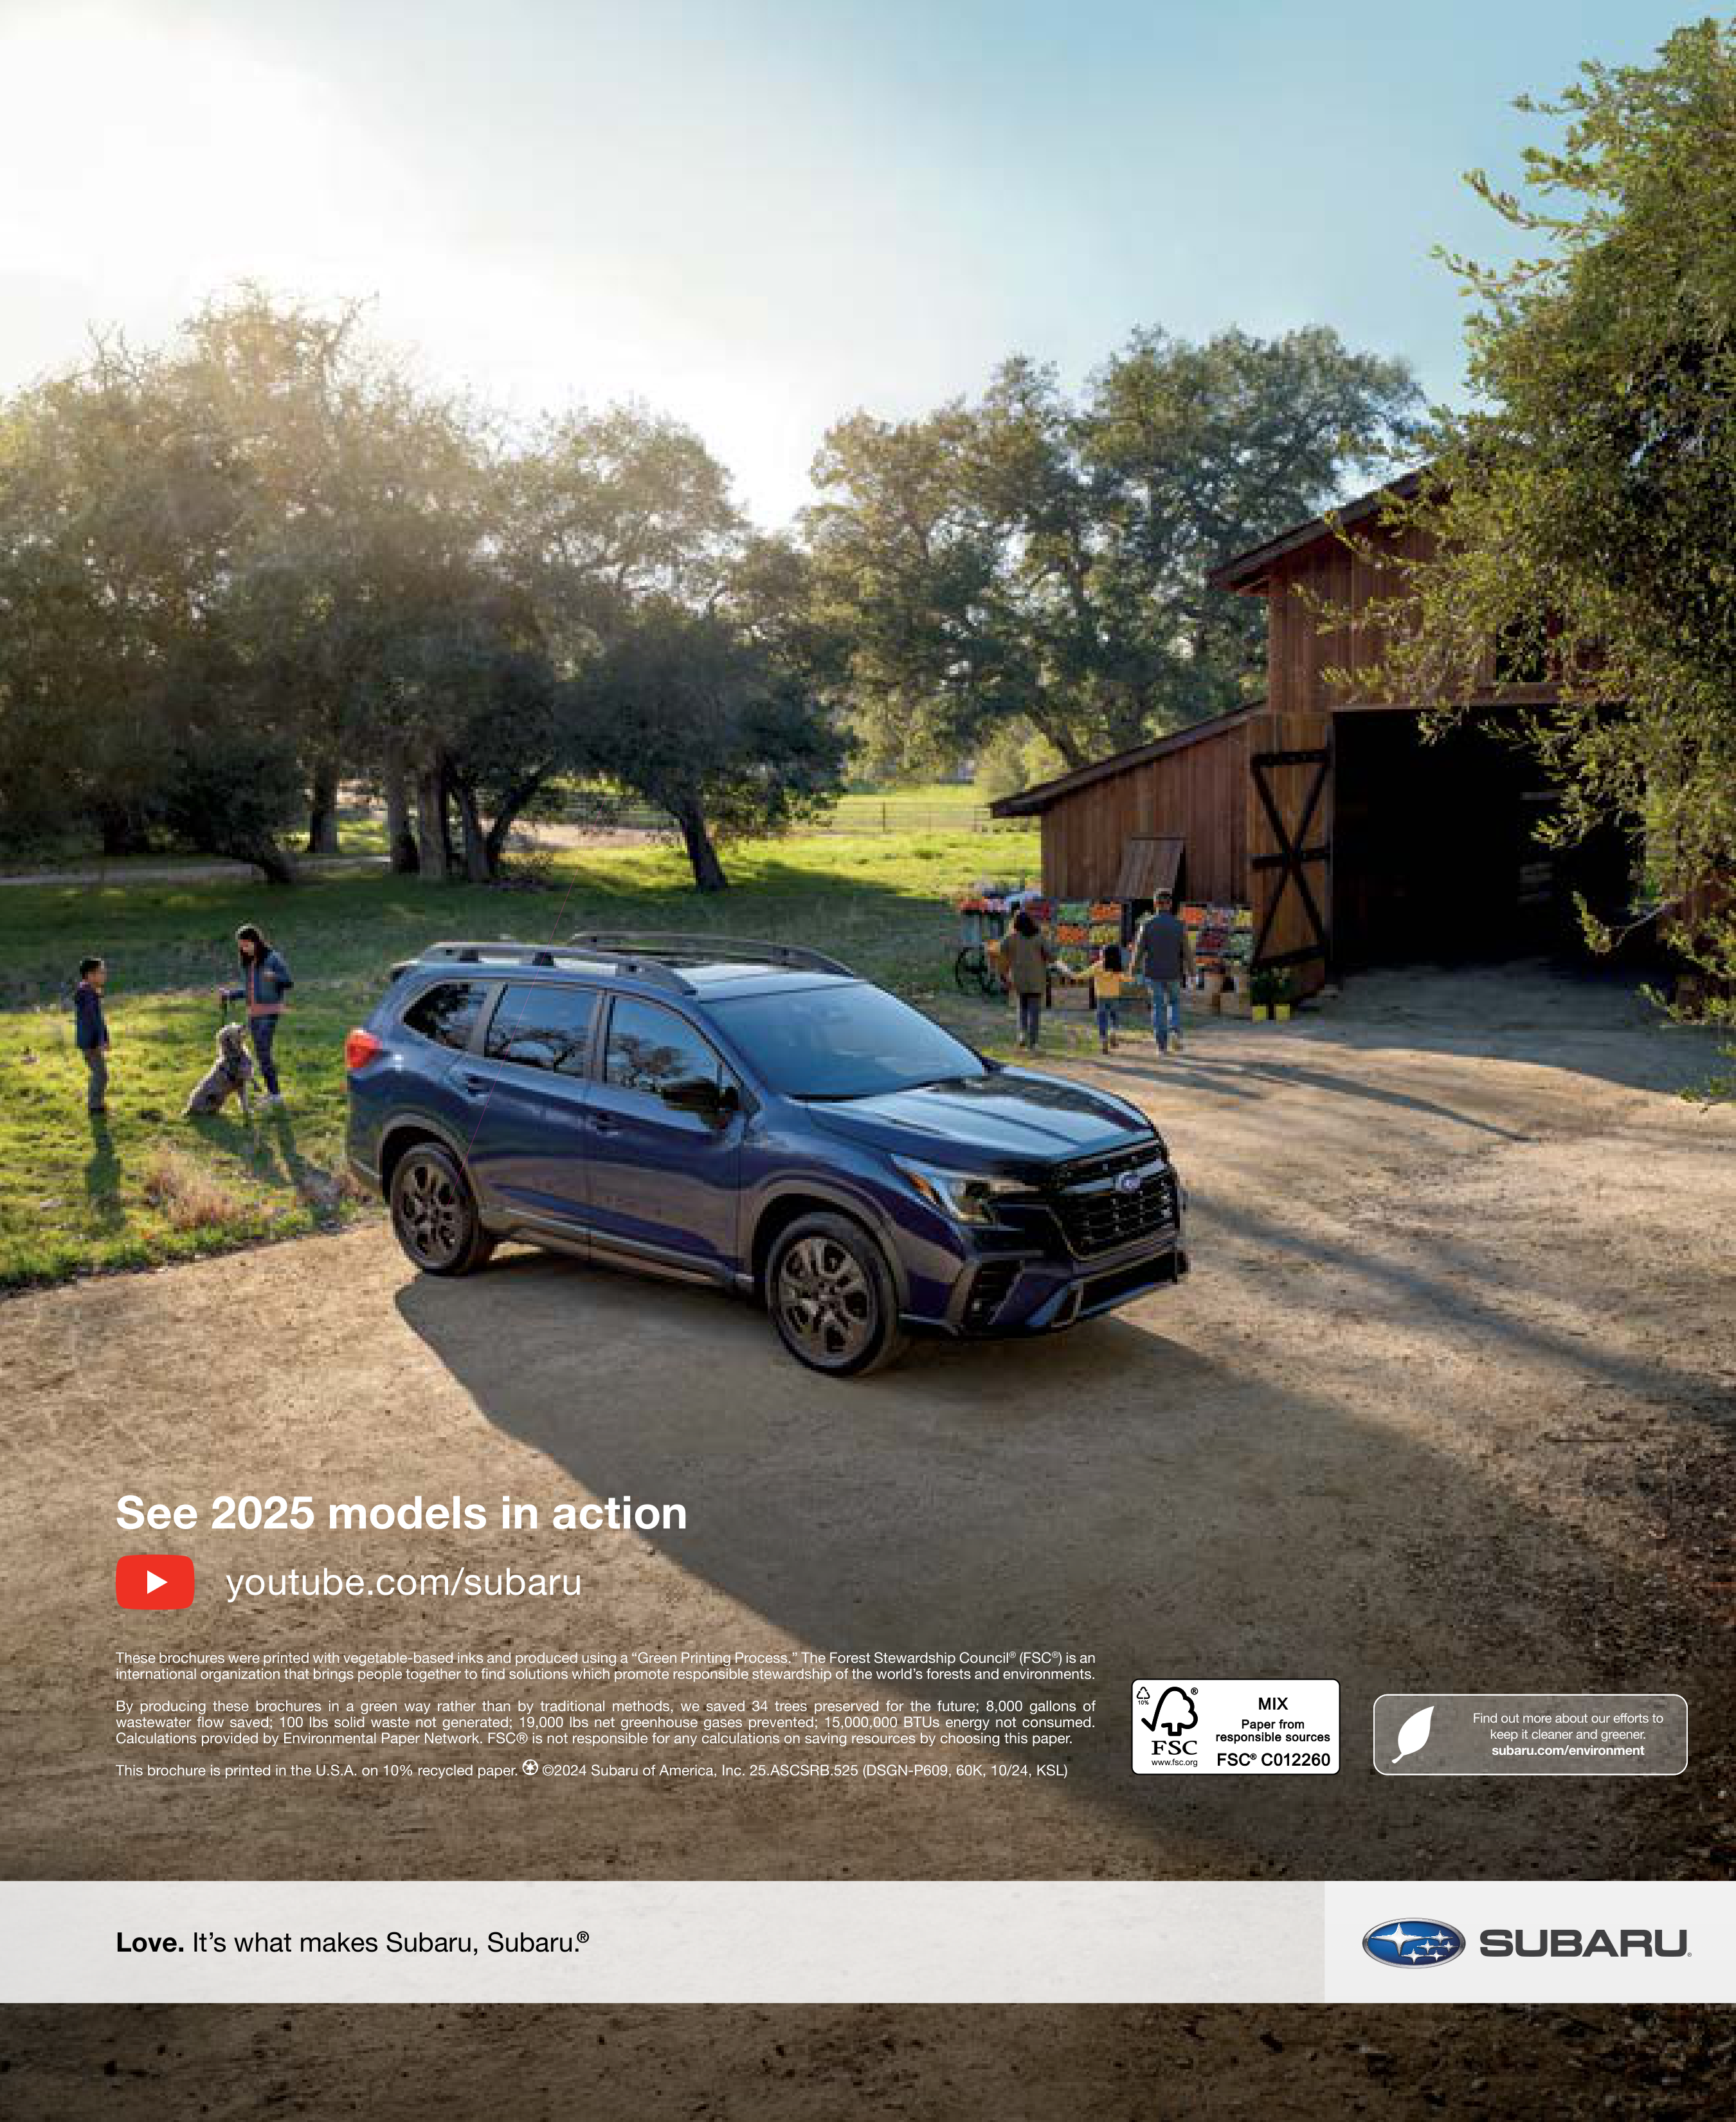 See 2025 models in action
youtube.com/subaru
These brochures were printed with vegetable-based inks and produced using a “Green Printing Process.” The Forest Stewardship Council® (FSC®) is an
international organization that brings people together to find solutions which promote responsible stewardship of the world’s forests and environments.
By producing these brochures in a green way rather than by traditional methods, we saved 34 trees preserved for the future; 8,000 gallons of
wastewater flow saved; 100 lbs solid waste not generated; 19,000 lbs net greenhouse gases prevented; 15,000,000 BTUs energy not consumed.
Calculations provided by Environmental Paper Network. FSC® is not responsible for any calculations on saving resources by choosing this paper.
This brochure is printed in the U.S.A. on 10% recycled paper. ©2024 Subaru of America, Inc. 25.ASCSRB.525 (DSGN-P609, 60K, 10/24, KSL)
10%
®
FSC
www.fsc.org
MIX
Paper from
responsible sources
FSC® C012260
Find out more about our efforts to
keep it cleaner and greener.
subaru.com/environment
Love. It’s what makes Subaru, Subaru.®
SUBARU®